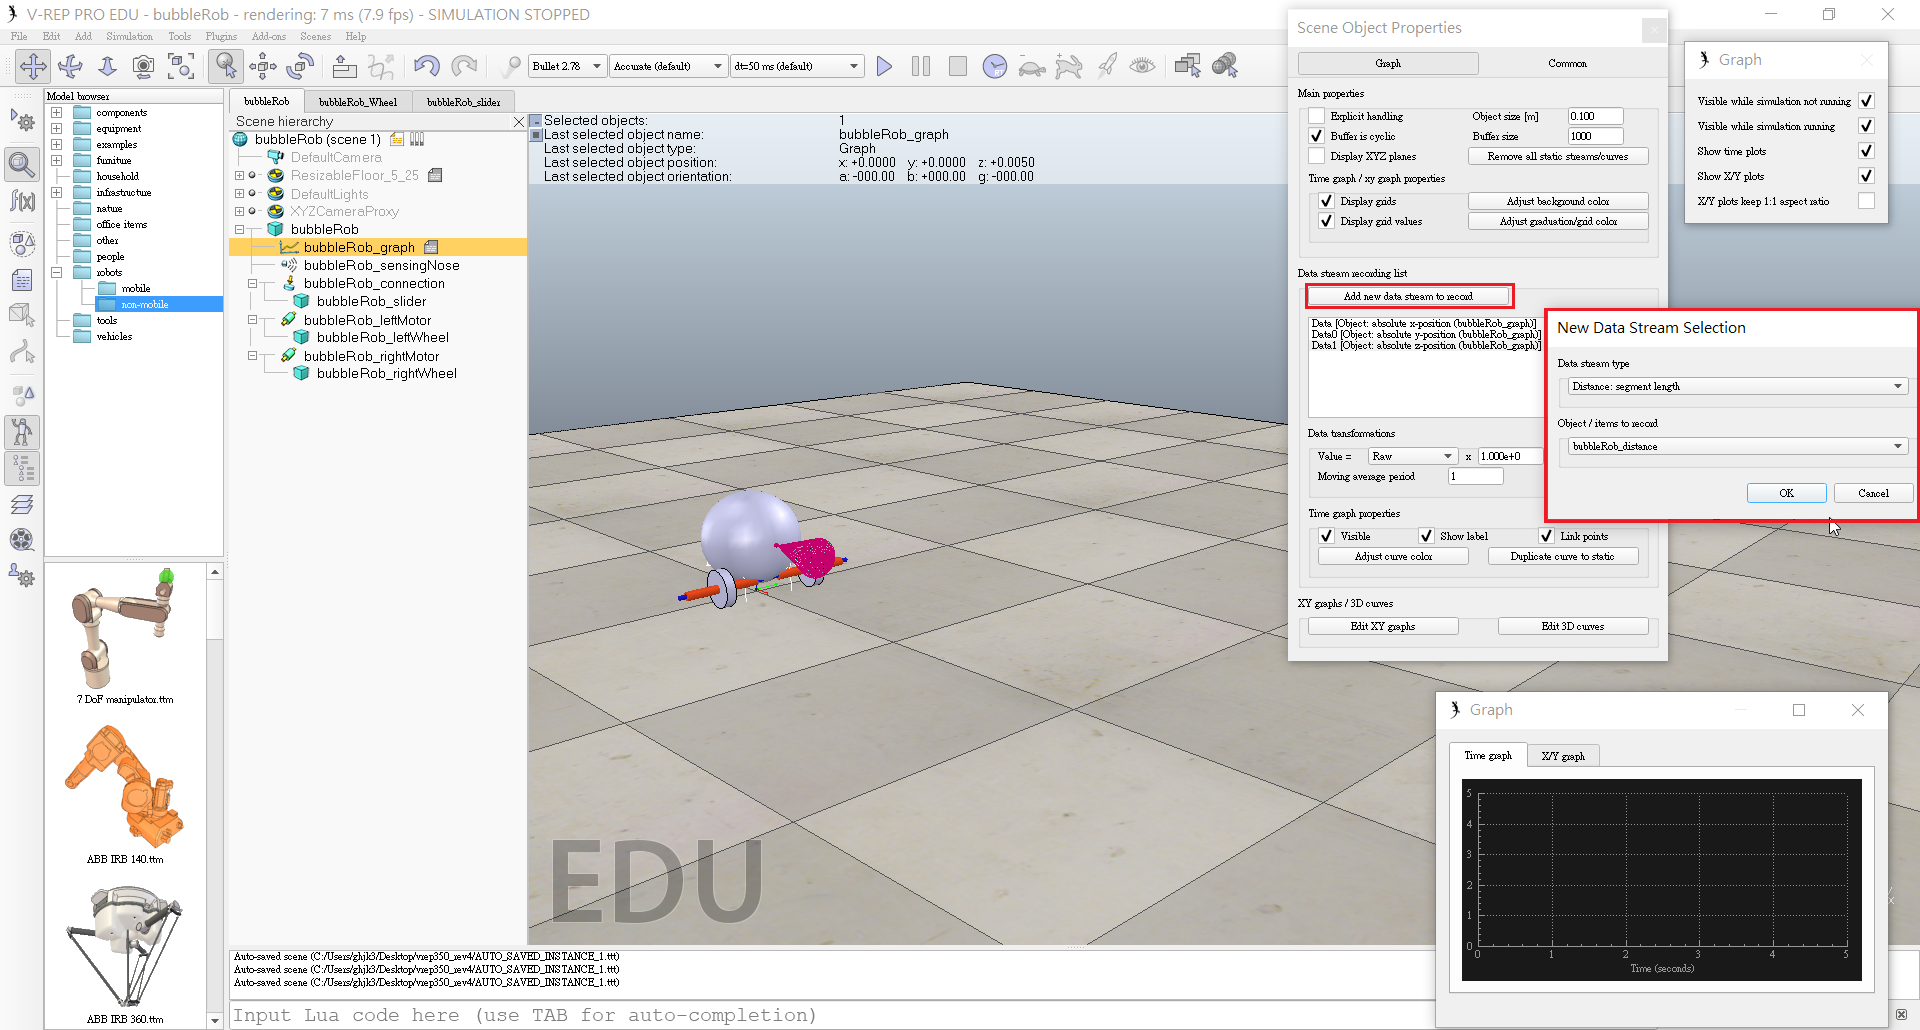 V-REP PRO EDU - bubbleRob - rendering: 7 ms (7.9 fps) - SIMULATION STOPPED
File Edit Add Simulation Tools Plugins Add-ons Scenes Help
Bullet 2.78 Accurate (default) dt=50 ms (default)
Model browser
components
equipment
examples
furniture
household
infrastructure
nature
office items
other
people
robots
mobile
non-mobile
tools
vehicles
7 DoF manipulator.ttm
ABB IRB 140.ttm
ABB IRB 360.ttm
bubbleRob bubbleRob_Wheel bubbleRob_slider
Scene hierarchy
bubbleRob (scene 1)
DefaultCamera
ResizableFloor_5_25
DefaultLights
XYZCameraProxy
bubbleRob
bubbleRob_graph
bubbleRob_sensingNose
bubbleRob_connection
bubbleRob_slider
bubbleRob_leftMotor
bubbleRob_leftWheel
bubbleRob_rightMotor
bubbleRob_rightWheel
Selected objects: 1
Last selected object name: bubbleRob_graph
Last selected object type: Graph
Last selected object position: x: +0.0000 y: +0.0000 z: +0.0050
Last selected object orientation: a: -000.00 b: +000.00 g: -000.00
EDU
Auto-saved scene (C:/Users/ghjk3/Desktop/vrep350_rev4/AUTO_SAVED_INSTANCE_1.ttt)
Auto-saved scene (C:/Users/ghjk3/Desktop/vrep350_rev4/AUTO_SAVED_INSTANCE_1.ttt)
Auto-saved scene (C:/Users/ghjk3/Desktop/vrep350_rev4/AUTO_SAVED_INSTANCE_1.ttt)
Input Lua code here (use TAB for auto-completion)
Scene Object Properties
Graph Common
Main properties
Explicit handling Object size [m] 0.100
Buffer is cyclic Buffer size 1000
Display XYZ planes Remove all static streams/curves
Time graph / xy graph properties
Display grids Adjust background color
Display grid values Adjust graduation/grid color
Data stream recording list
Add new data stream to record
Data [Object: absolute x-position (bubbleRob_graph)]
Data0 [Object: absolute y-position (bubbleRob_graph)]
Data1 [Object: absolute z-position (bubbleRob_graph)]
Data transformations
Value = Raw x 1.000e+0
Moving average period 1
Time graph properties
Visible Show label Link points
Adjust curve color Duplicate curve to static
XY graphs / 3D curves
Edit XY graphs Edit 3D curves
Graph
Visible while simulation not running
Visible while simulation running
Show time plots
Show X/Y plots
X/Y plots keep 1:1 aspect ratio
New Data Stream Selection
Data stream type
Distance: segment length
Object / items to record
bubbleRob_distance
OK Cancel
Graph
Time graph X/Y graph
5
4
3
2
1
0
0 1 2 3 4 5
Time (seconds)